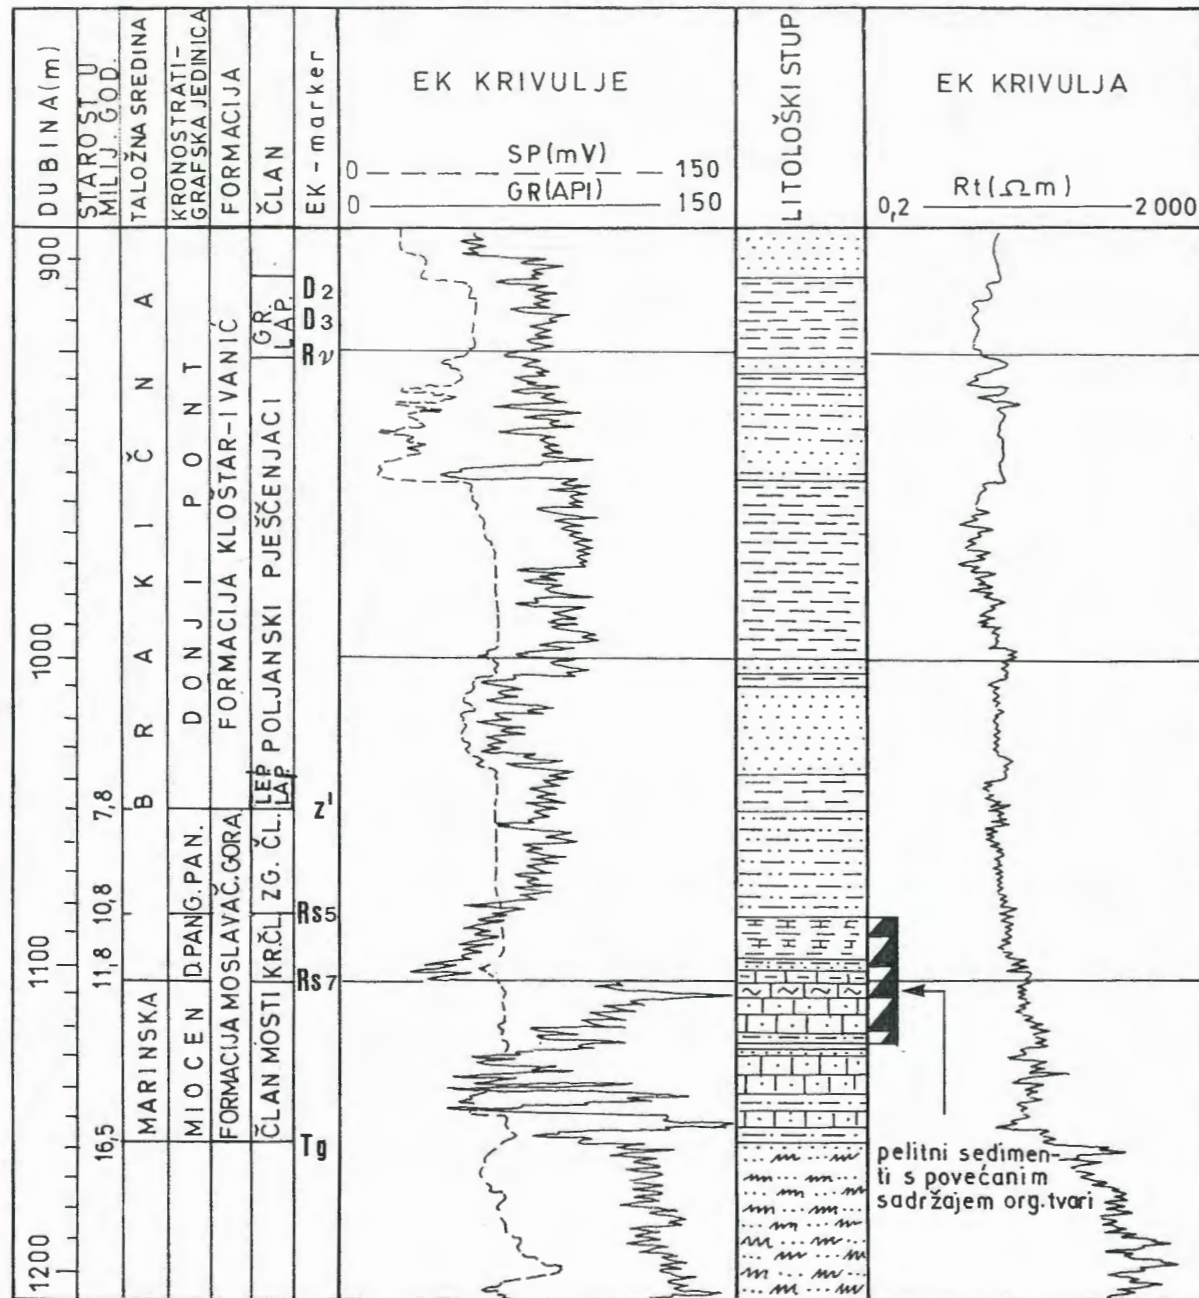 DUBINA(m)
STAROST U
MILIJ. GOD.
TALOŽNA SREDINA
KRONOSTRATI-
GRAFSKA JEDINICA
FORMACIJA
ČLAN
EK-marker
EK KRIVULJE
SP(mV)
0 150
GR(API)
0 150
LITOLOŠKI STUP
EK KRIVULJA
Rt(Ωm)
0,2 2 000
900
1000
1100
1200
7,8
10,8
11,8
16,5
BRAKIČNA
MARINSKA
DONJI PONT
D.PAN.
G.PAN.
MIOCEN
FORMACIJA KLOŠTAR-IVANIĆ
FORMACIJA MOSLAVAČ.GORA
GR.
LAP.
POLJANSKI PJEŠČENJACI
LEP.
LAP.
ZG. ČL.
KR.ČL.
ČLAN MOSTI
D2
D3
Rν
Z'
Rs5
Rs7
Tg
pelitni sedimen-
ti s povećanim
sadržajem org.tvari